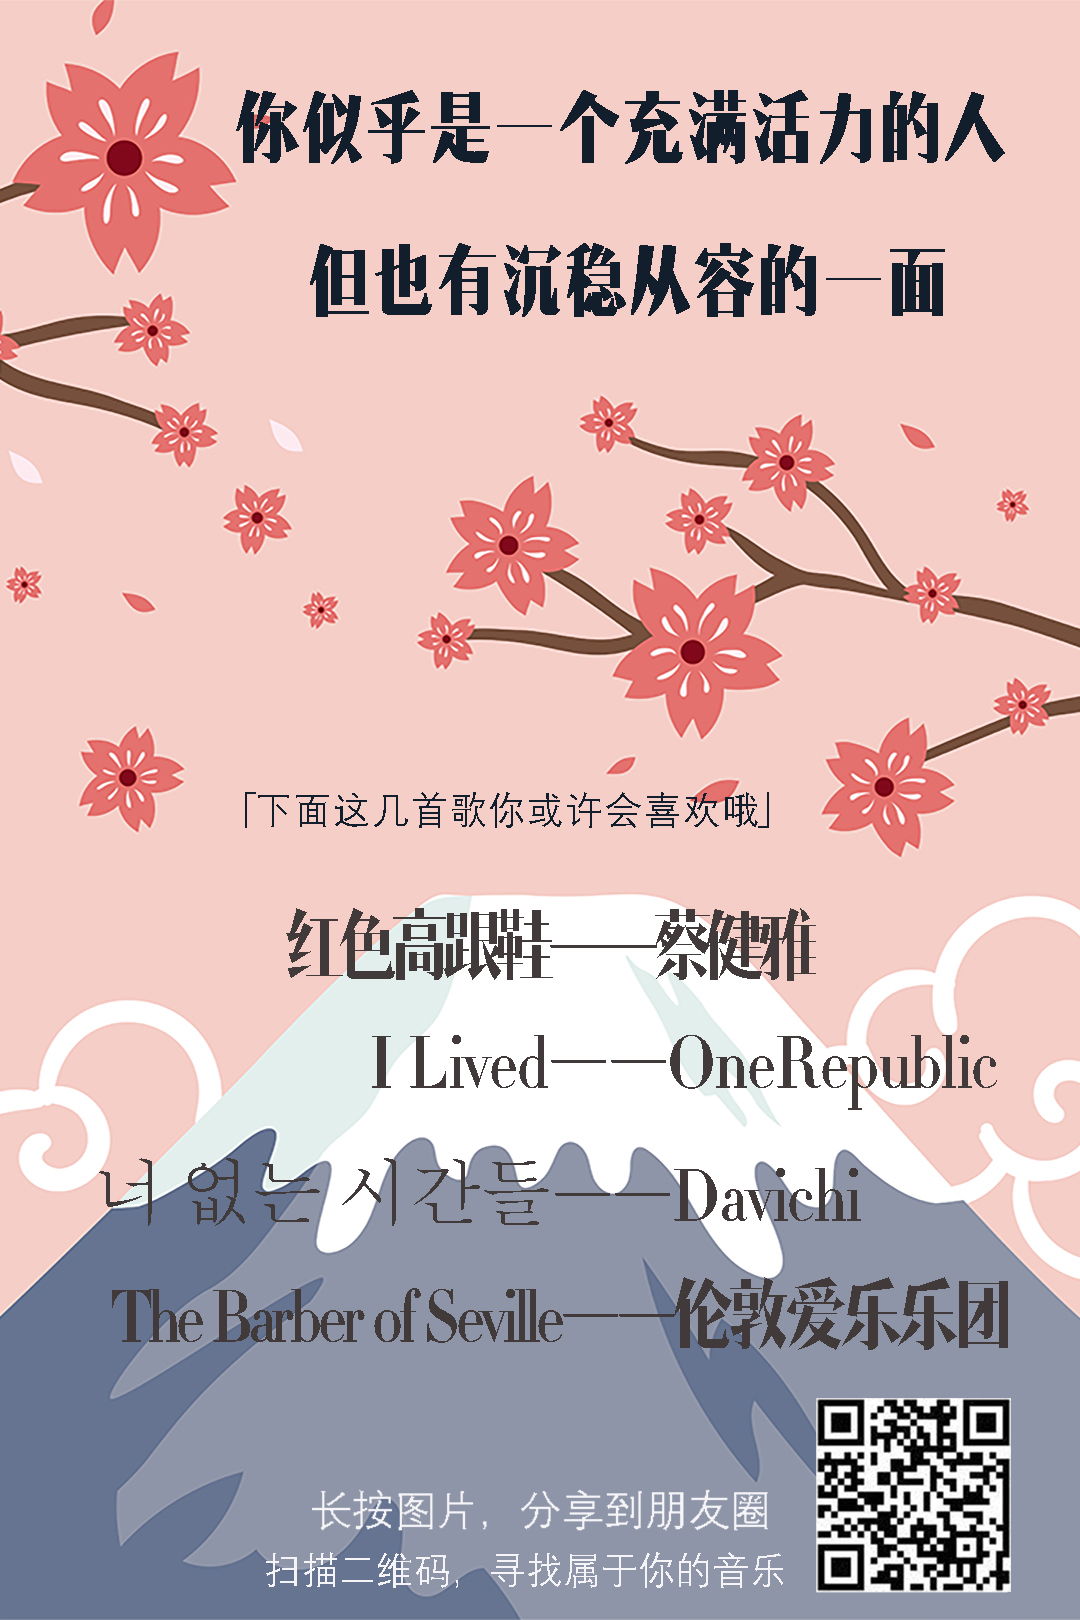 你似乎是一个充满活力的人
但也有沉稳从容的一面
「下面这几首歌你或许会喜欢哦」
红色高跟鞋——蔡健雅
I Lived——OneRepublic
너 없는 시간들——Davichi
The Barber of Seville——伦敦爱乐乐团
长按图片，分享到朋友圈
扫描二维码，寻找属于你的音乐